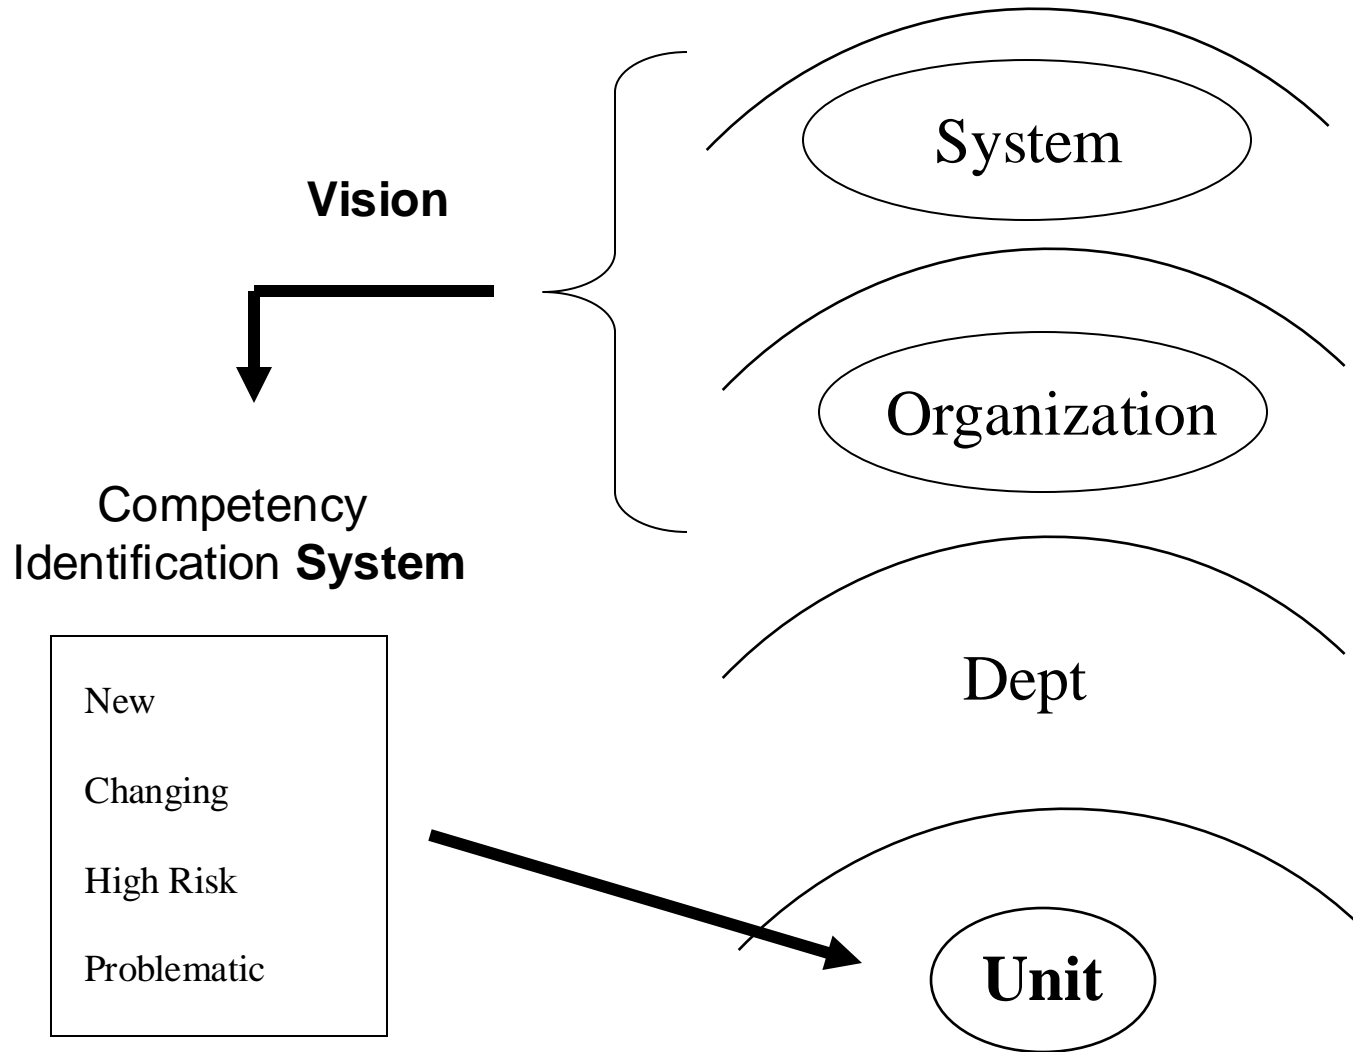 Vision
Competency
Identification System
New
Changing
High Risk
Problematic
System
Organization
Dept
Unit